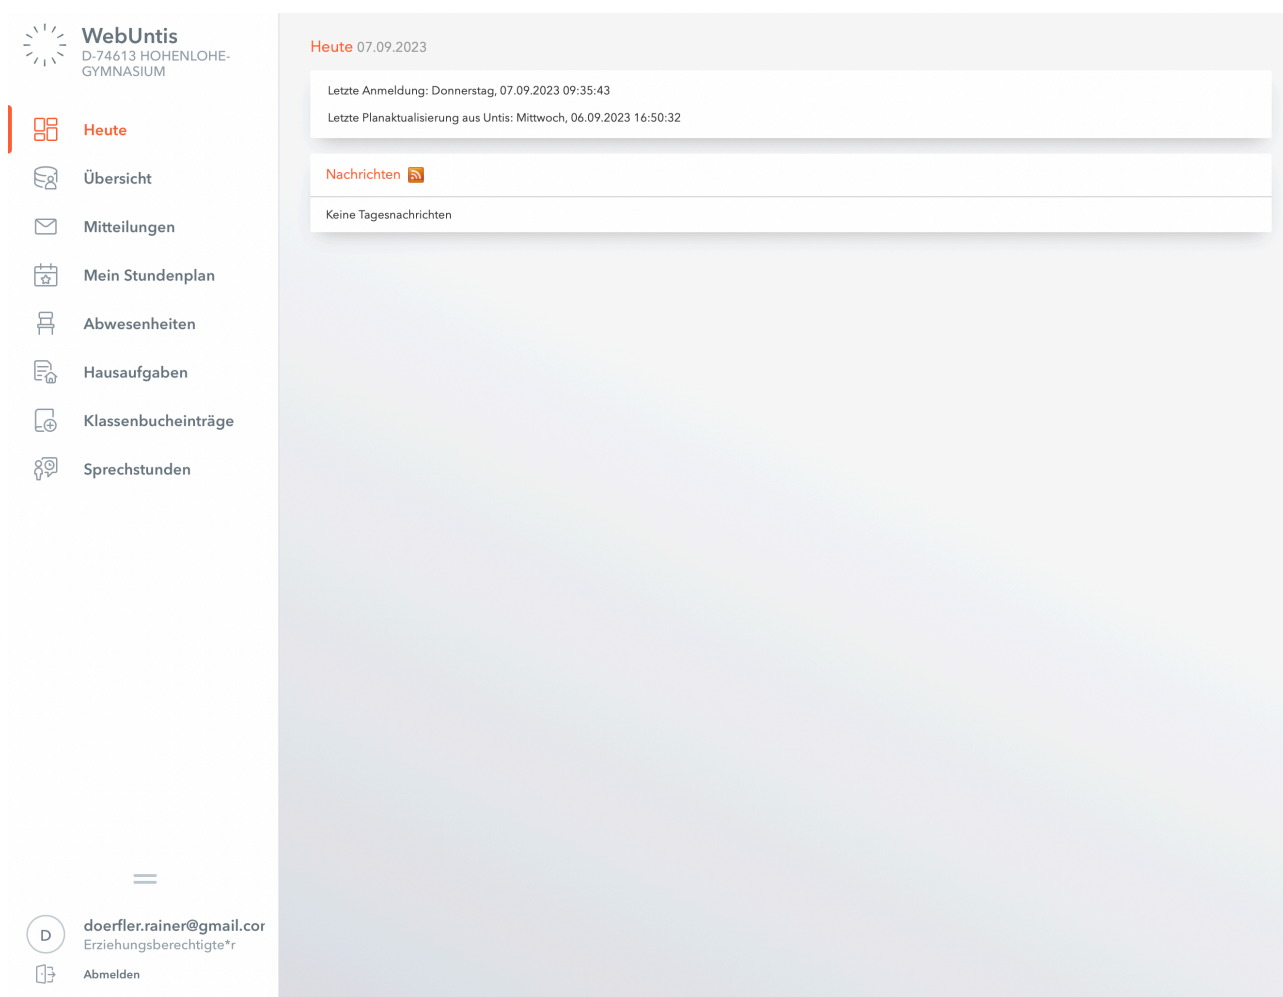 WebUntis
D-74613 HOHENLOHE-
GYMNASIUM
Heute
Übersicht
Mitteilungen
Mein Stundenplan
Abwesenheiten
Hausaufgaben
Klassenbucheinträge
Sprechstunden
D
doerfler.rainer@gmail.com
Erziehungsberechtigte*r
Abmelden
Heute 07.09.2023
Letzte Anmeldung: Donnerstag, 07.09.2023 09:35:43
Letzte Planaktualisierung aus Untis: Mittwoch, 06.09.2023 16:50:32
Nachrichten
Keine Tagesnachrichten